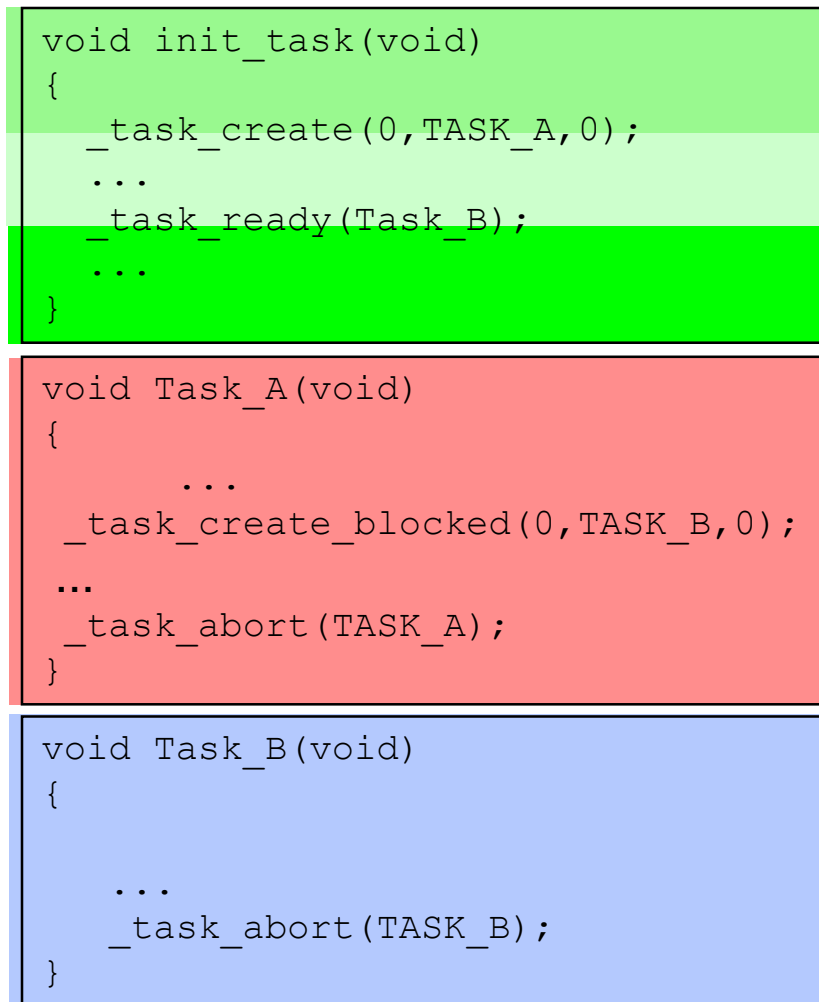 void init_task(void)
{
_task_create(0,TASK_A,0);
...
_task_ready(Task_B);
...
}
void Task_A(void)
{
...
_task_create_blocked(0,TASK_B,0);
...
_task_abort(TASK_A);
}
void Task_B(void)
{
...
_task_abort(TASK_B);
}